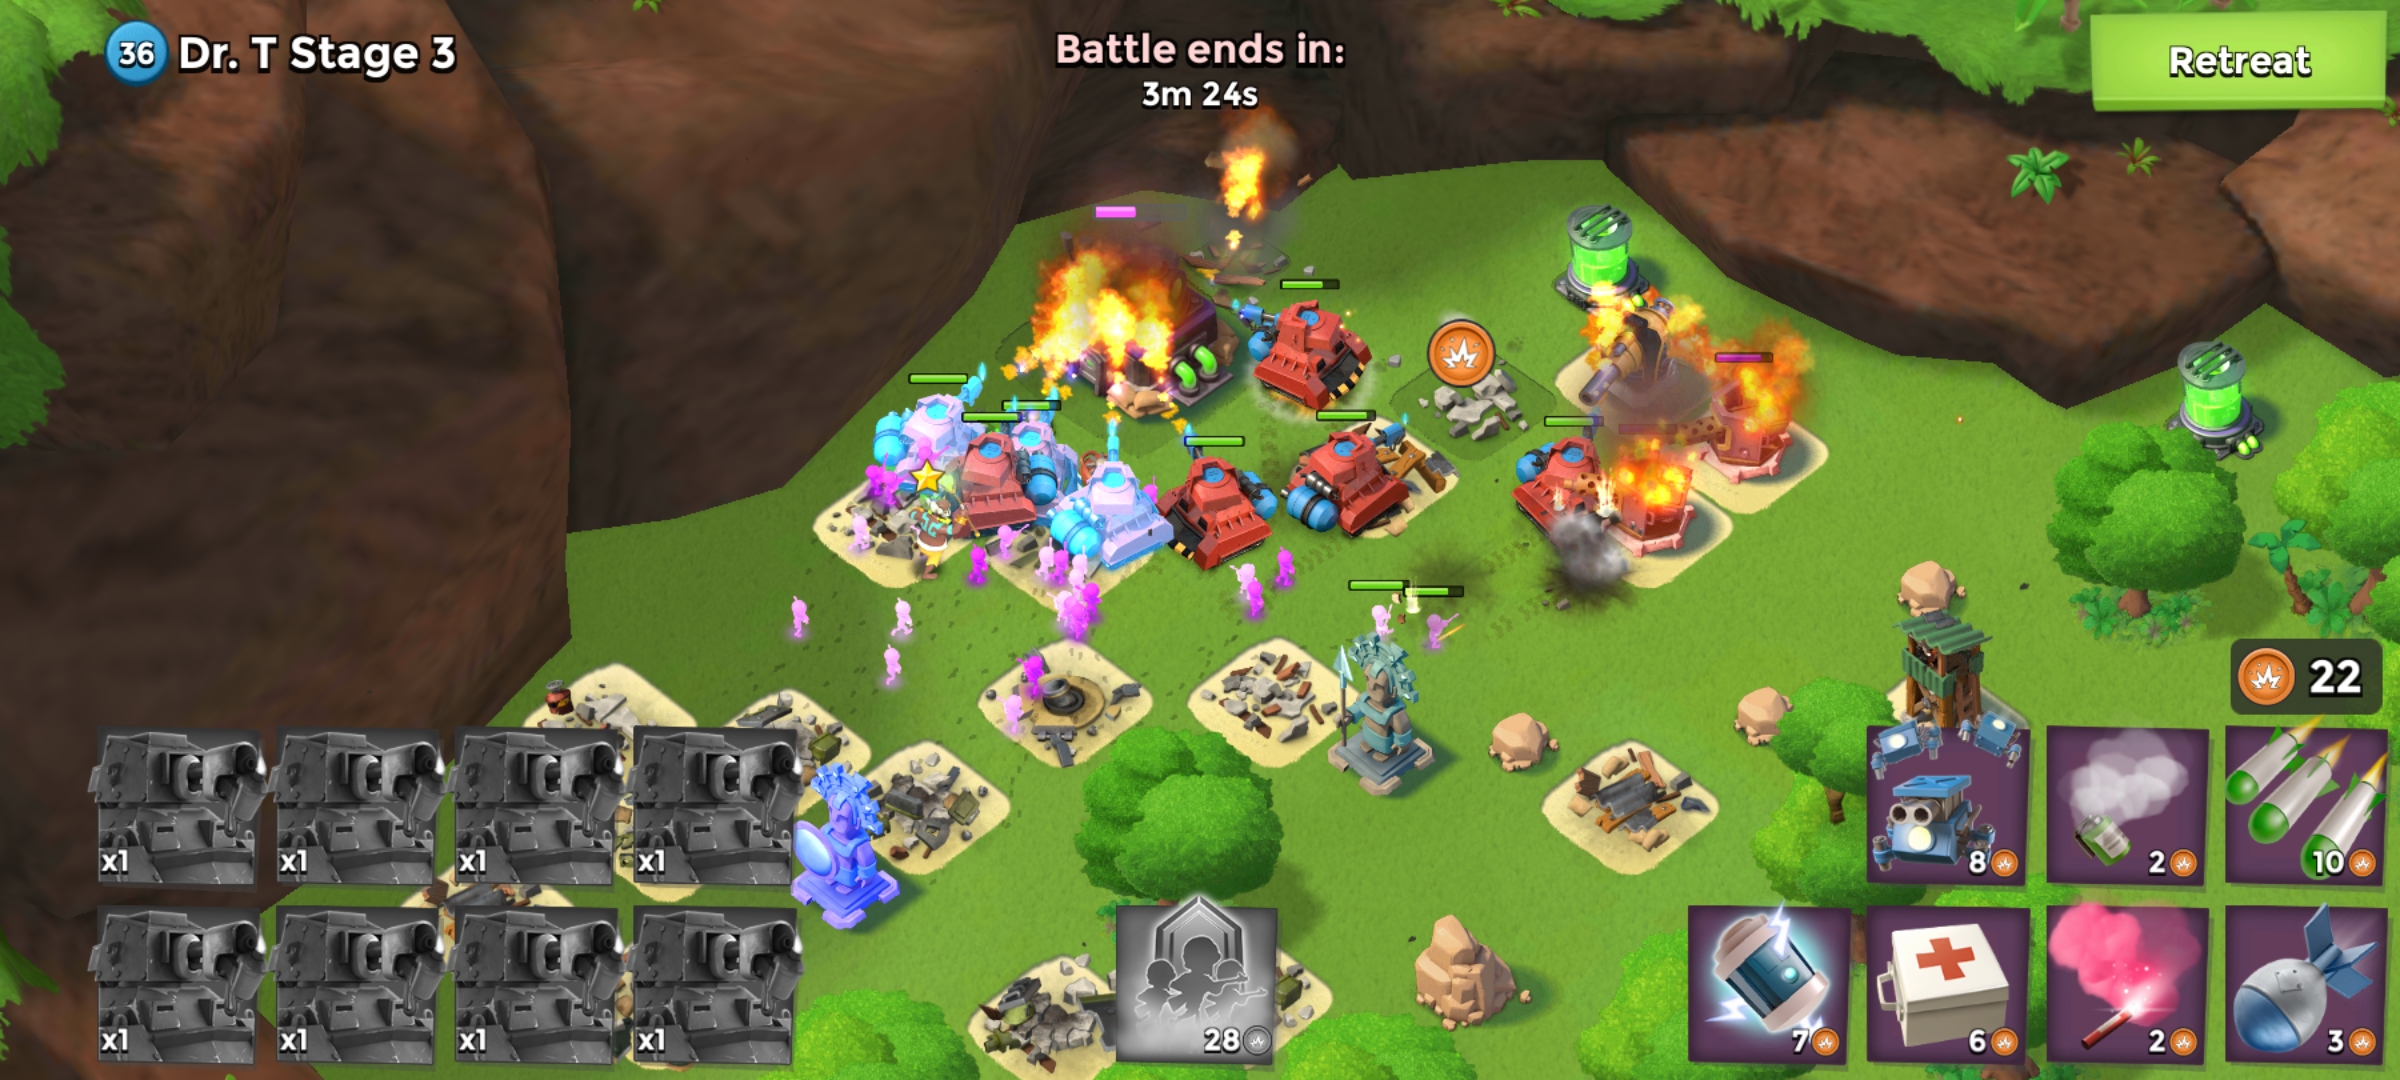 36 Dr. T Stage 3
Battle ends in:
3m 24s
Retreat
22
x1 x1 x1 x1
8 2 10
x1 x1 x1 x1
28
7 6 2 3